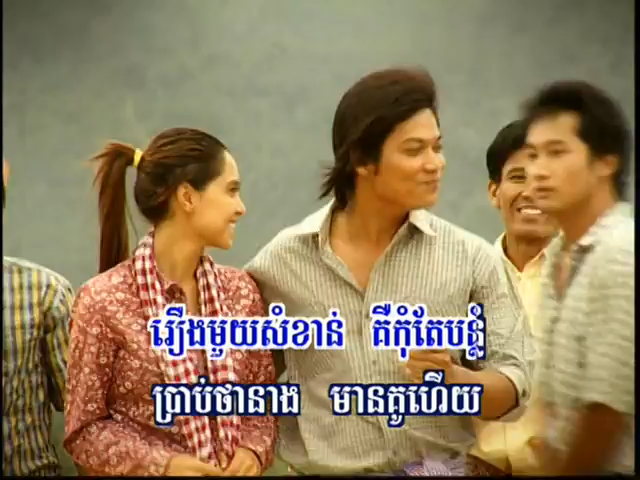 រឿងមួយសំខាន់ គឺកុំតែបន្លំ
ប្រាប់ថានាង មានគូហើយ